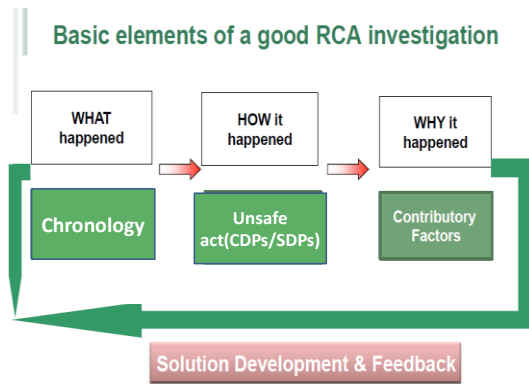 Basic elements of a good RCA investigation
WHAT
happened
HOW it
happened
WHY it
happened
Chronology
Unsafe
act(CDPs/SDPs)
Contributory
Factors
Solution Development & Feedback